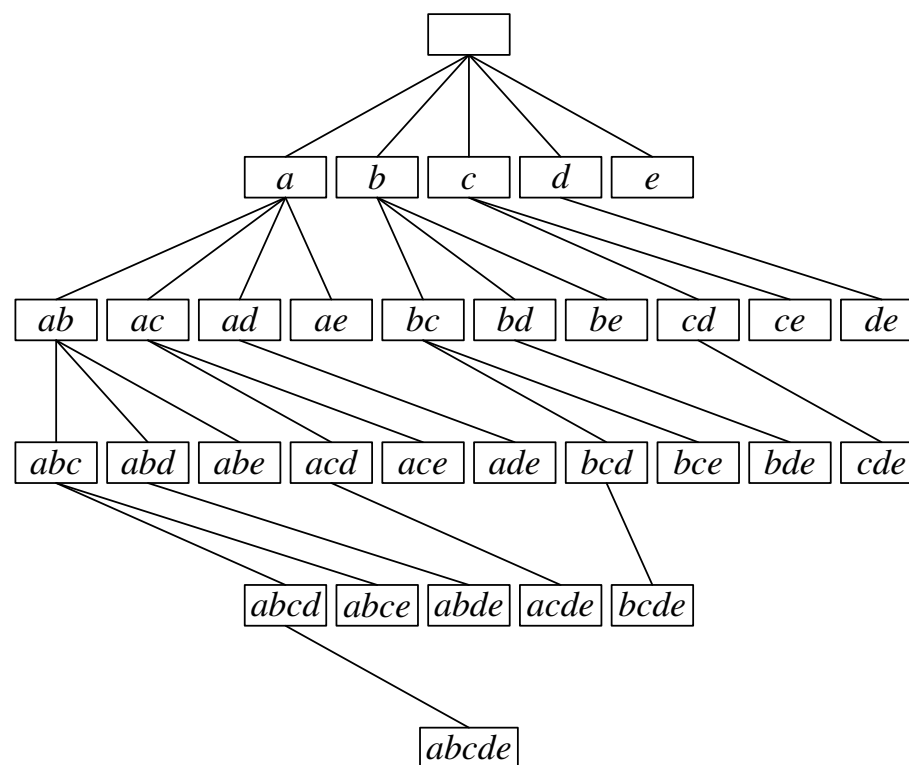 a b c d e
ab ac ad ae bc bd be cd ce de
abc abd abe acd ace ade bcd bce bde cde
abcd abce abde acde bcde
abcde